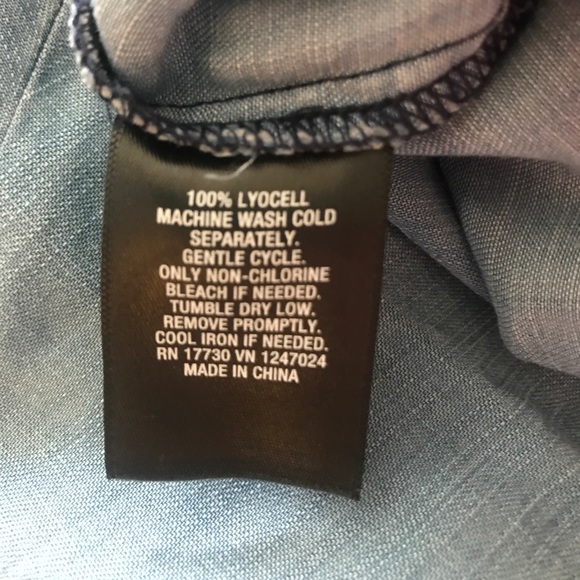 100% LYOCELL
MACHINE WASH COLD
SEPARATELY.
GENTLE CYCLE.
ONLY NON-CHLORINE
BLEACH IF NEEDED.
TUMBLE DRY LOW.
REMOVE PROMPTLY.
COOL IRON IF NEEDED.
RN 17730 VN 1247024
MADE IN CHINA